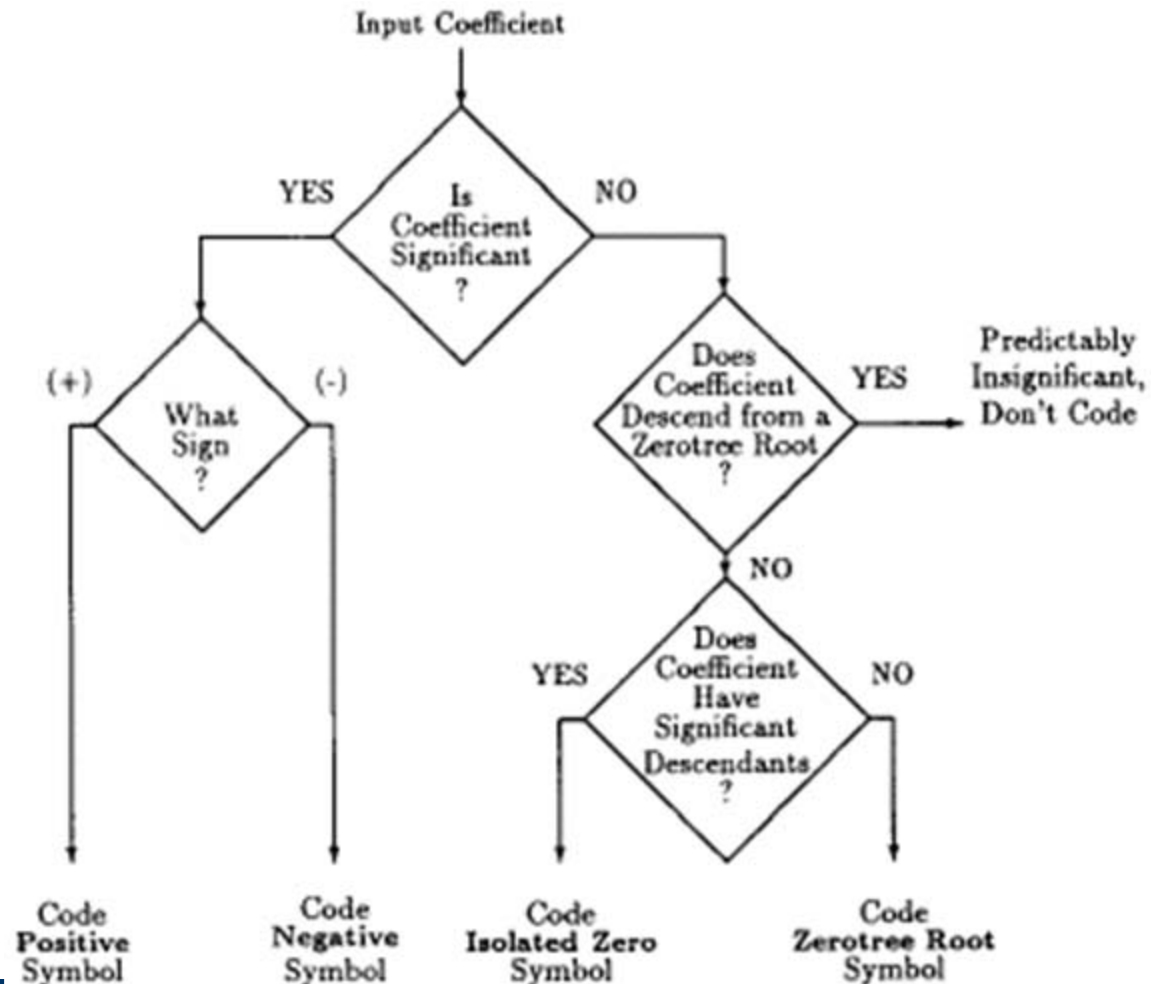 Input Coefficient
YES
NO
Is
Coefficient
Significant
?
(+)
(-)
What
Sign
?
Does
Coefficient
Descend from a
Zerotree Root
?
YES
Predictably
Insignificant,
Don't Code
NO
Does
Coefficient
Have
Significant
Descendants
?
YES
NO
Code
Positive
Symbol
Code
Negative
Symbol
Code
Isolated Zero
Symbol
Code
Zerotree Root
Symbol